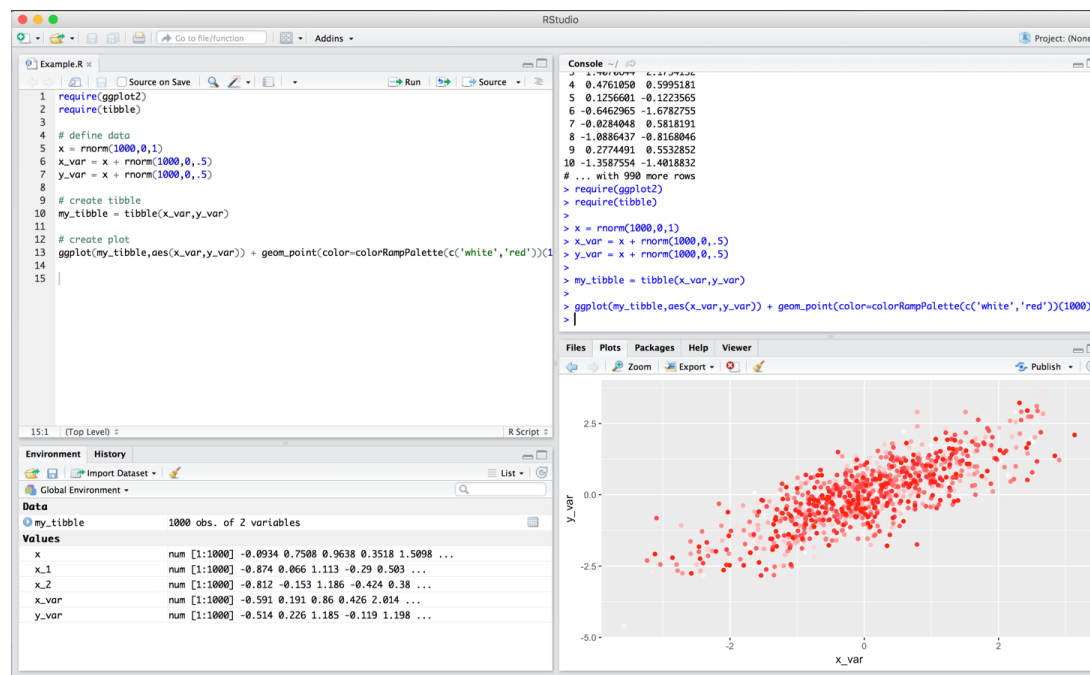 RStudio
Go to file/function
Addins
Project: (None
Example.R
Source on Save
Run
Source
1 require(ggplot2)
2 require(tibble)
3
4 # define data
5 x = rnorm(1000,0,1)
6 x_var = x + rnorm(1000,0,.5)
7 y_var = x + rnorm(1000,0,.5)
8
9 # create tibble
10 my_tibble = tibble(x_var,y_var)
11
12 # create plot
13 ggplot(my_tibble,aes(x_var,y_var)) + geom_point(color=colorRampPalette(c('white','red'))(1
14
15
15:1 (Top Level) R Script
Console ~/
4 0.4761050 0.5995181
5 0.1256601 -0.1223565
6 -0.6462965 -1.6782755
7 -0.0284048 0.5818191
8 -1.0886437 -0.8168046
9 0.2774491 0.5532852
10 -1.3587554 -1.4018832
# ... with 990 more rows
> require(ggplot2)
> require(tibble)
>
> x = rnorm(1000,0,1)
> x_var = x + rnorm(1000,0,.5)
> y_var = x + rnorm(1000,0,.5)
>
> my_tibble = tibble(x_var,y_var)
>
> ggplot(my_tibble,aes(x_var,y_var)) + geom_point(color=colorRampPalette(c('white','red'))(1000)
>
Environment History
Import Dataset List
Global Environment
Data
my_tibble 1000 obs. of 2 variables
Values
x num [1:1000] -0.0934 0.7508 0.9638 0.3518 1.5098 ...
x_1 num [1:1000] -0.874 0.066 1.113 -0.29 0.503 ...
x_2 num [1:1000] -0.812 -0.153 1.186 -0.424 0.38 ...
x_var num [1:1000] -0.591 0.191 0.86 0.426 2.014 ...
y_var num [1:1000] -0.514 0.226 1.185 -0.119 1.198 ...
Files Plots Packages Help Viewer
Zoom Export Publish
2.5
0.0
-2.5
-5.0
y_var
-2 0 2
x_var